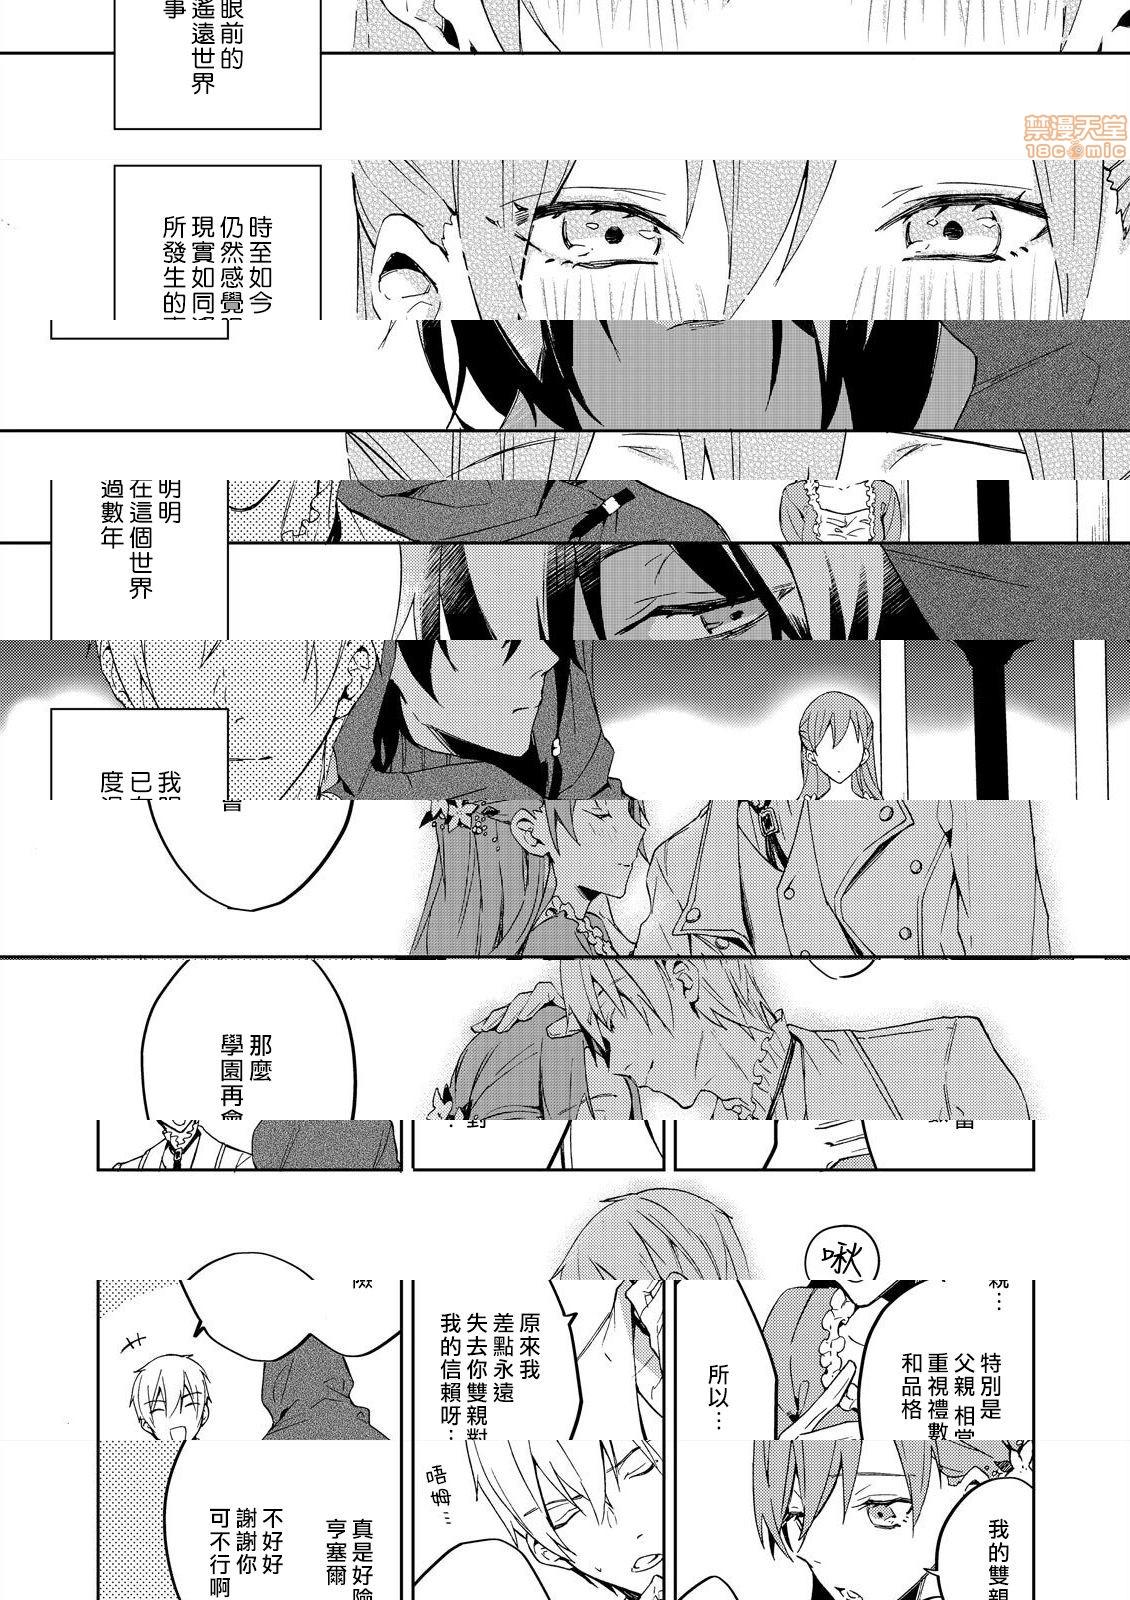 眼前的
遙遠世界
事
禁漫天堂
18comic
時至如今
仍然感覺
現實如同
所發生的
明明
在這個世界
過數年
我
已
度
那麼
學園再會
啾
親…
特別是
父親 相當
重視禮數
和品格
所以…
原來我
差點永遠
失去你雙親對
我的信賴呀…
險
我的雙親
唔姆…
真是好險
亨塞爾
不好好
謝謝你
可不行啊